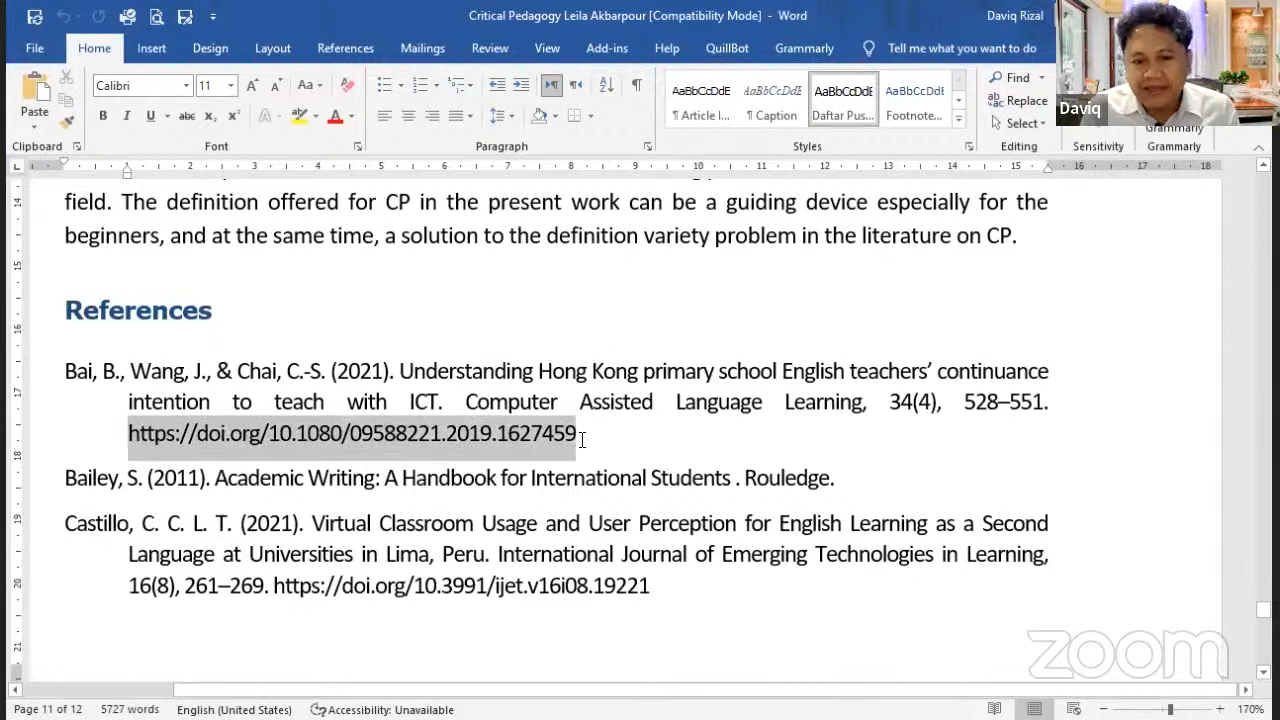 Critical Pedagogy Leila Akbarpour [Compatibility Mode] - Word
Daviq Rizal
File Home Insert Design Layout References Mailings Review View Add-ins Help QuillBot Grammarly Tell me what you want to do
Paste
Clipboard
Calibri 11
Font
Paragraph
AaBbCcDdE AaBbCcDdE AaBbCcDdE AaBbCcDdE
¶ Article I... ¶ Caption Daftar Pus... Footnote...
Styles
Find
Replace
Select
Editing
Sensitivity
Grammarly
Grammarly
Daviq
field. The definition offered for CP in the present work can be a guiding device especially for the
beginners, and at the same time, a solution to the definition variety problem in the literature on CP.
References
Bai, B., Wang, J., & Chai, C.-S. (2021). Understanding Hong Kong primary school English teachers’ continuance
intention to teach with ICT. Computer Assisted Language Learning, 34(4), 528–551.
https://doi.org/10.1080/09588221.2019.1627459
Bailey, S. (2011). Academic Writing: A Handbook for International Students . Rouledge.
Castillo, C. C. L. T. (2021). Virtual Classroom Usage and User Perception for English Learning as a Second
Language at Universities in Lima, Peru. International Journal of Emerging Technologies in Learning,
16(8), 261–269. https://doi.org/10.3991/ijet.v16i08.19221
zoom
Page 11 of 12 5727 words English (United States) Accessibility: Unavailable 170%